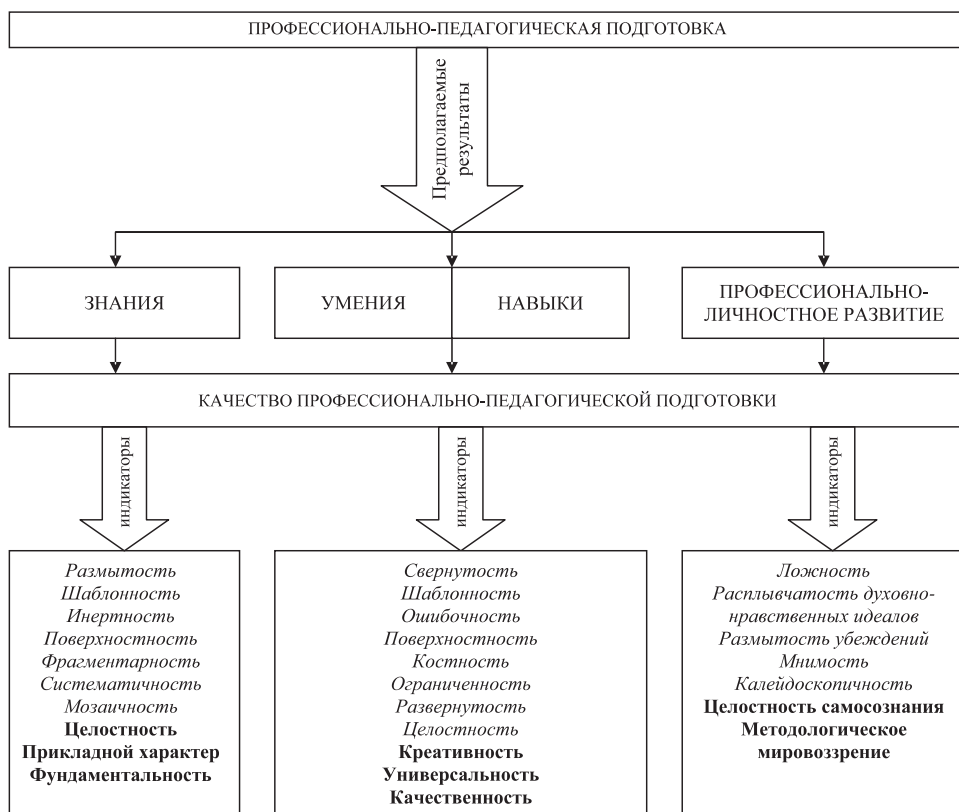 ПРОФЕССИОНАЛЬНО-ПЕДАГОГИЧЕСКАЯ ПОДГОТОВКА
Предполагаемые
результаты
ЗНАНИЯ
УМЕНИЯ
НАВЫКИ
ПРОФЕССИОНАЛЬНО-
ЛИЧНОСТНОЕ РАЗВИТИЕ
КАЧЕСТВО ПРОФЕССИОНАЛЬНО-ПЕДАГОГИЧЕСКОЙ ПОДГОТОВКИ
индикаторы
индикаторы
индикаторы
Размытость
Шаблонность
Инертность
Поверхностность
Фрагментарность
Систематичность
Мозаичность
Целостность
Прикладной характер
Фундаментальность
Свернутость
Шаблонность
Ошибочность
Поверхностность
Костность
Ограниченность
Развернутость
Целостность
Креативность
Универсальность
Качественность
Ложность
Расплывчатость духовно-
нравственных идеалов
Размытость убеждений
Мнимость
Калейдоскопичность
Целостность самосознания
Методологическое
мировоззрение